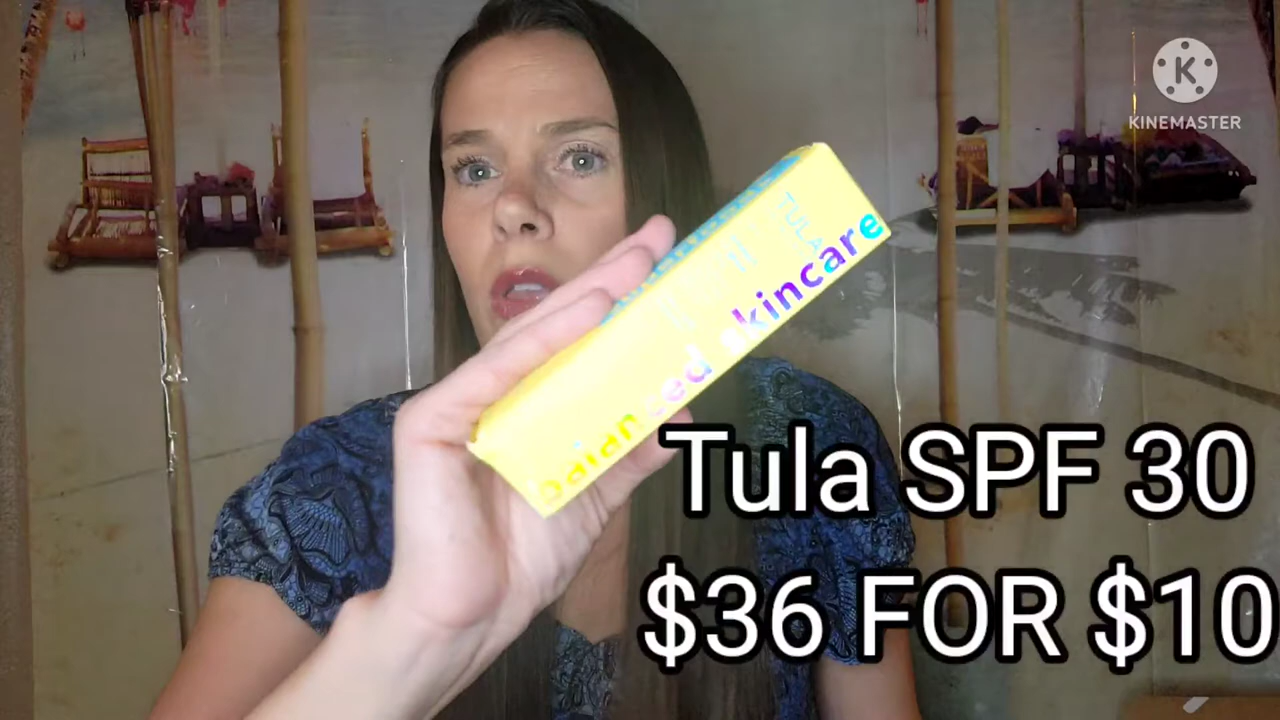 KINEMASTER
TULA
balanced skincare
Tula SPF 30
$36 FOR $10